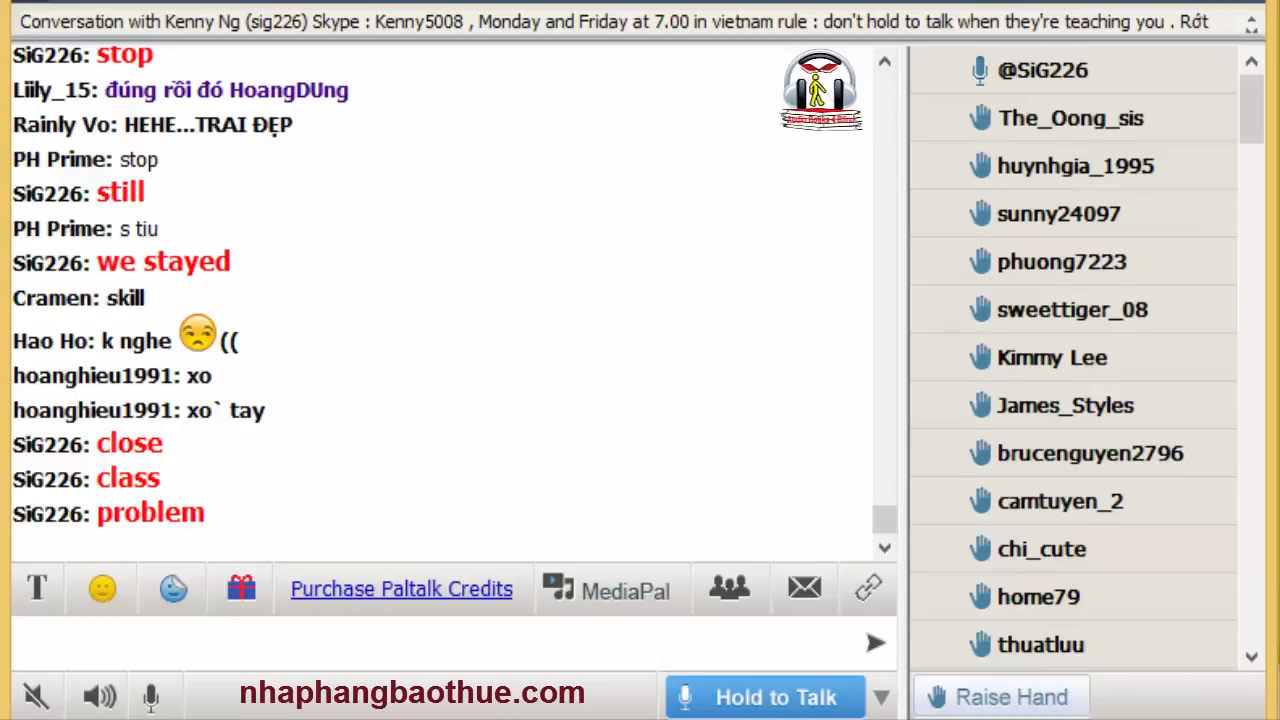 Conversation with Kenny Ng (sig226) Skype : Kenny5008 , Monday and Friday at 7.00 in vietnam rule : don't hold to talk when they're teaching you . Rớt
SiG226: stop
Liily_15: đúng rồi đó HoangDUng
Rainly Vo: HEHE...TRAI ĐẸP
PH Prime: stop
SiG226: still
PH Prime: s tiu
SiG226: we stayed
Cramen: skill
Hao Ho: k nghe ((
hoanghieu1991: xo
hoanghieu1991: xo` tay
SiG226: close
SiG226: class
SiG226: problem
@SiG226
The_Oong_sis
huynhgia_1995
sunny24097
phuong7223
sweettiger_08
Kimmy Lee
James_Styles
brucenguyen2796
camtuyen_2
chi_cute
home79
thuatluu
T
Purchase Paltalk Credits
MediaPal
nhaphangbaothue.com
Hold to Talk
Raise Hand